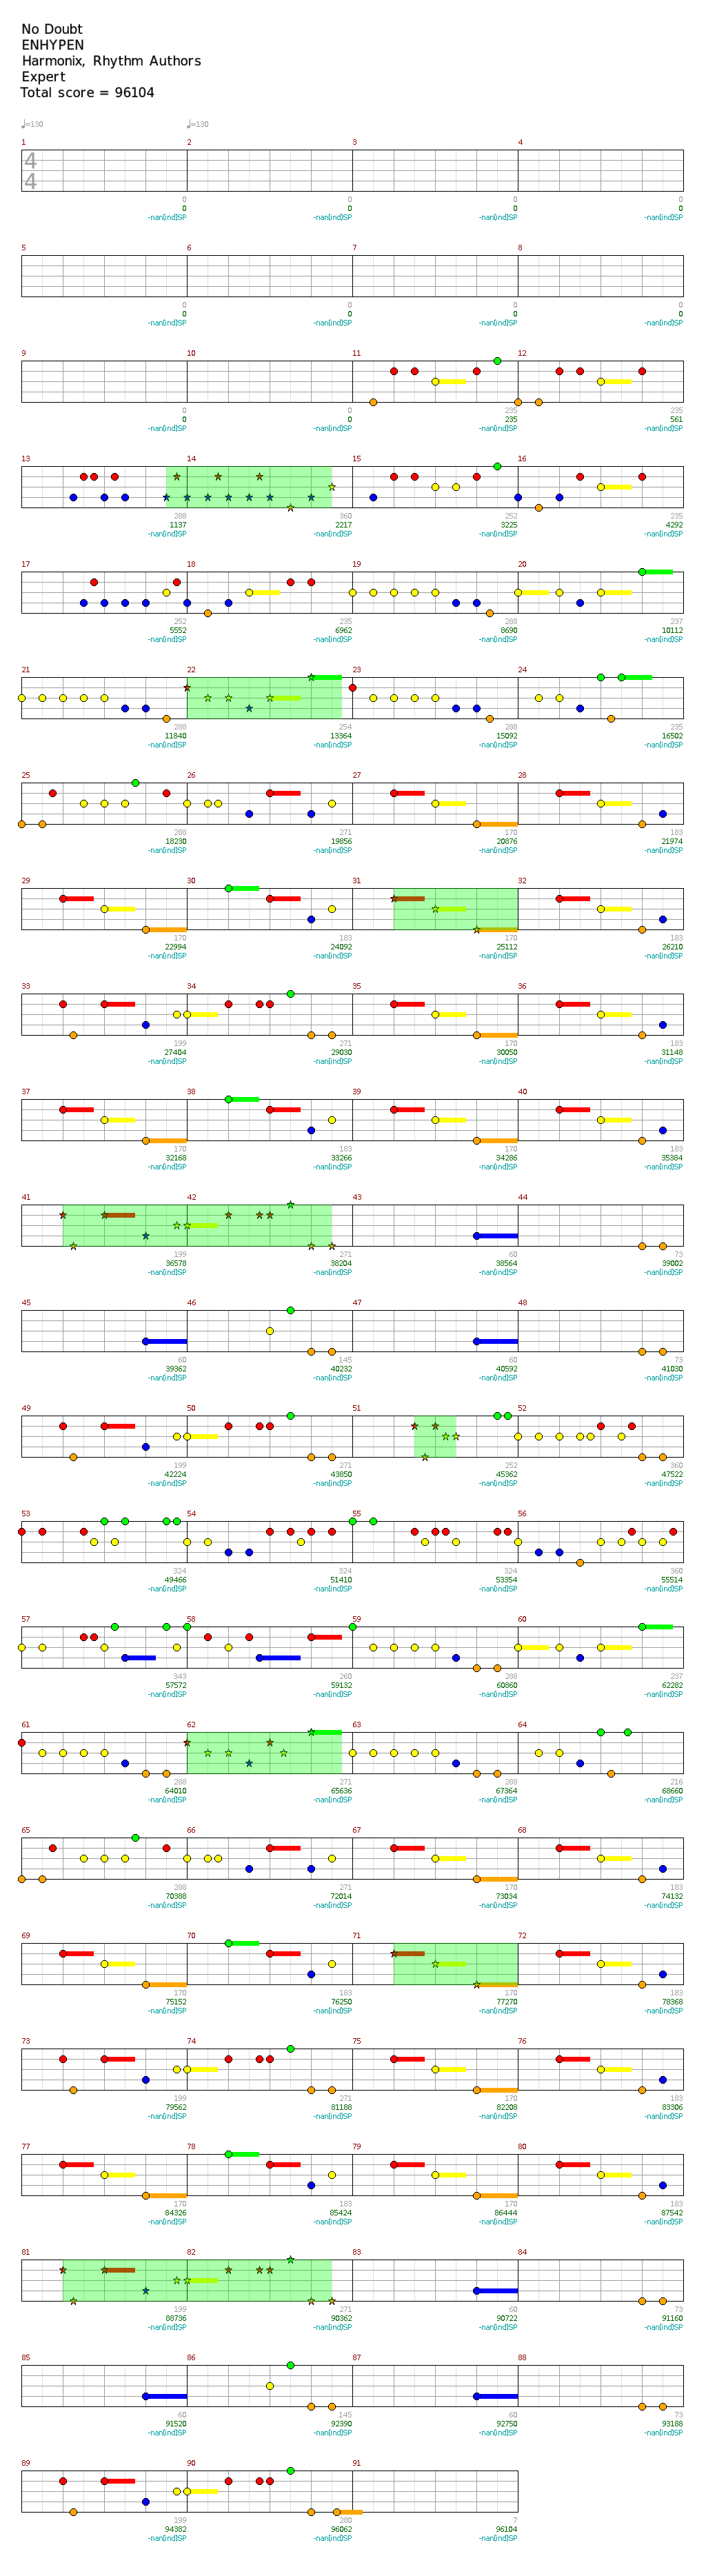 No Doubt
ENHYPEN
Harmonix, Rhythm Authors
Expert
Total score = 96104
♩=130 ♩=130
1 2 3 4
4
4
0 0 0 0
0 0 0 0
-nan(ind)SP -nan(ind)SP -nan(ind)SP -nan(ind)SP
5 6 7 8
0 0 0 0
0 0 0 0
-nan(ind)SP -nan(ind)SP -nan(ind)SP -nan(ind)SP
9 10 11 12
0 0 235 235
0 0 235 561
-nan(ind)SP -nan(ind)SP -nan(ind)SP -nan(ind)SP
13 14 15 16
288 360 252 235
1137 2217 3225 4292
-nan(ind)SP -nan(ind)SP -nan(ind)SP -nan(ind)SP
17 18 19 20
252 235 288 237
5552 6962 8690 10112
-nan(ind)SP -nan(ind)SP -nan(ind)SP -nan(ind)SP
21 22 23 24
288 254 288 235
11840 13364 15092 16502
-nan(ind)SP -nan(ind)SP -nan(ind)SP -nan(ind)SP
25 26 27 28
288 271 170 183
18230 19856 20876 21974
-nan(ind)SP -nan(ind)SP -nan(ind)SP -nan(ind)SP
29 30 31 32
170 183 170 183
22994 24092 25112 26210
-nan(ind)SP -nan(ind)SP -nan(ind)SP -nan(ind)SP
33 34 35 36
199 271 170 183
27404 29030 30050 31148
-nan(ind)SP -nan(ind)SP -nan(ind)SP -nan(ind)SP
37 38 39 40
170 183 170 183
32168 33266 34286 35384
-nan(ind)SP -nan(ind)SP -nan(ind)SP -nan(ind)SP
41 42 43 44
199 271 60 73
36578 38204 38564 39002
-nan(ind)SP -nan(ind)SP -nan(ind)SP -nan(ind)SP
45 46 47 48
60 145 60 73
39362 40232 40592 41030
-nan(ind)SP -nan(ind)SP -nan(ind)SP -nan(ind)SP
49 50 51 52
199 271 252 360
42224 43850 45362 47522
-nan(ind)SP -nan(ind)SP -nan(ind)SP -nan(ind)SP
53 54 55 56
324 324 324 360
49466 51410 53354 55514
-nan(ind)SP -nan(ind)SP -nan(ind)SP -nan(ind)SP
57 58 59 60
343 260 288 237
57572 59132 60860 62282
-nan(ind)SP -nan(ind)SP -nan(ind)SP -nan(ind)SP
61 62 63 64
288 271 288 216
64010 65636 67364 68660
-nan(ind)SP -nan(ind)SP -nan(ind)SP -nan(ind)SP
65 66 67 68
288 271 170 183
70388 72014 73034 74132
-nan(ind)SP -nan(ind)SP -nan(ind)SP -nan(ind)SP
69 70 71 72
170 183 170 183
75152 76250 77270 78368
-nan(ind)SP -nan(ind)SP -nan(ind)SP -nan(ind)SP
73 74 75 76
199 271 170 183
79562 81188 82208 83306
-nan(ind)SP -nan(ind)SP -nan(ind)SP -nan(ind)SP
77 78 79 80
170 183 170 183
84326 85424 86444 87542
-nan(ind)SP -nan(ind)SP -nan(ind)SP -nan(ind)SP
81 82 83 84
199 271 60 73
88736 90362 90722 91160
-nan(ind)SP -nan(ind)SP -nan(ind)SP -nan(ind)SP
85 86 87 88
60 145 60 73
91520 92390 92750 93188
-nan(ind)SP -nan(ind)SP -nan(ind)SP -nan(ind)SP
89 90 91
199 280 7
94382 96062 96104
-nan(ind)SP -nan(ind)SP -nan(ind)SP